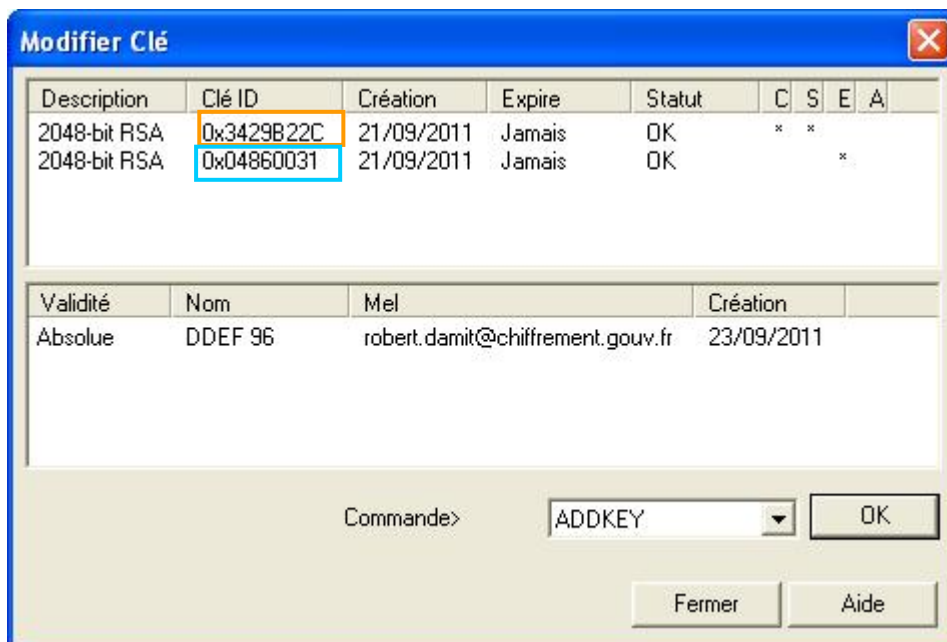 Modifier Clé
Description Clé ID Création Expire Statut C S E A
2048-bit RSA 0x3429B22C 21/09/2011 Jamais OK * *
2048-bit RSA 0x04860031 21/09/2011 Jamais OK *
Validité Nom Mel Création
Absolue DDEF 96 robert.damit@chiffrement.gouv.fr 23/09/2011
Commande> ADDKEY OK
Fermer Aide